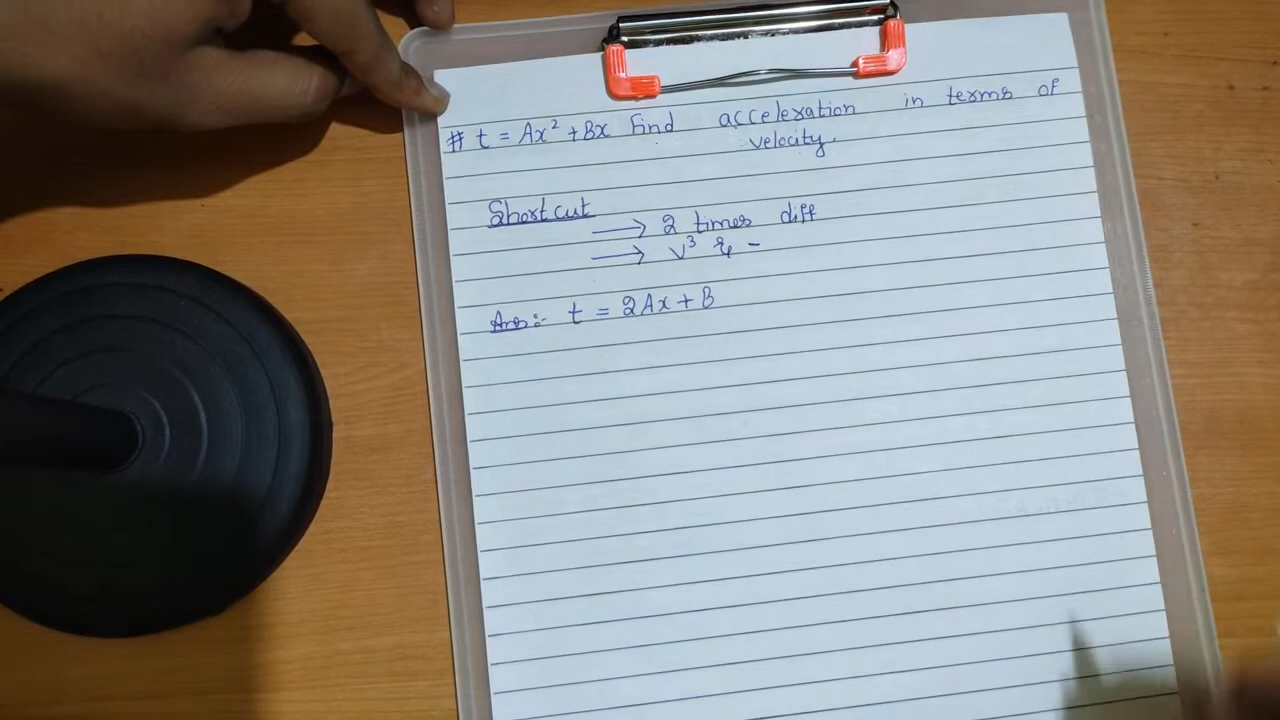 # t = Ax² + Bx Find acceleration in terms of
velocity.
Shortcut
→ 2 times diff
→ v³ & -
Ans:- t = 2Ax + B